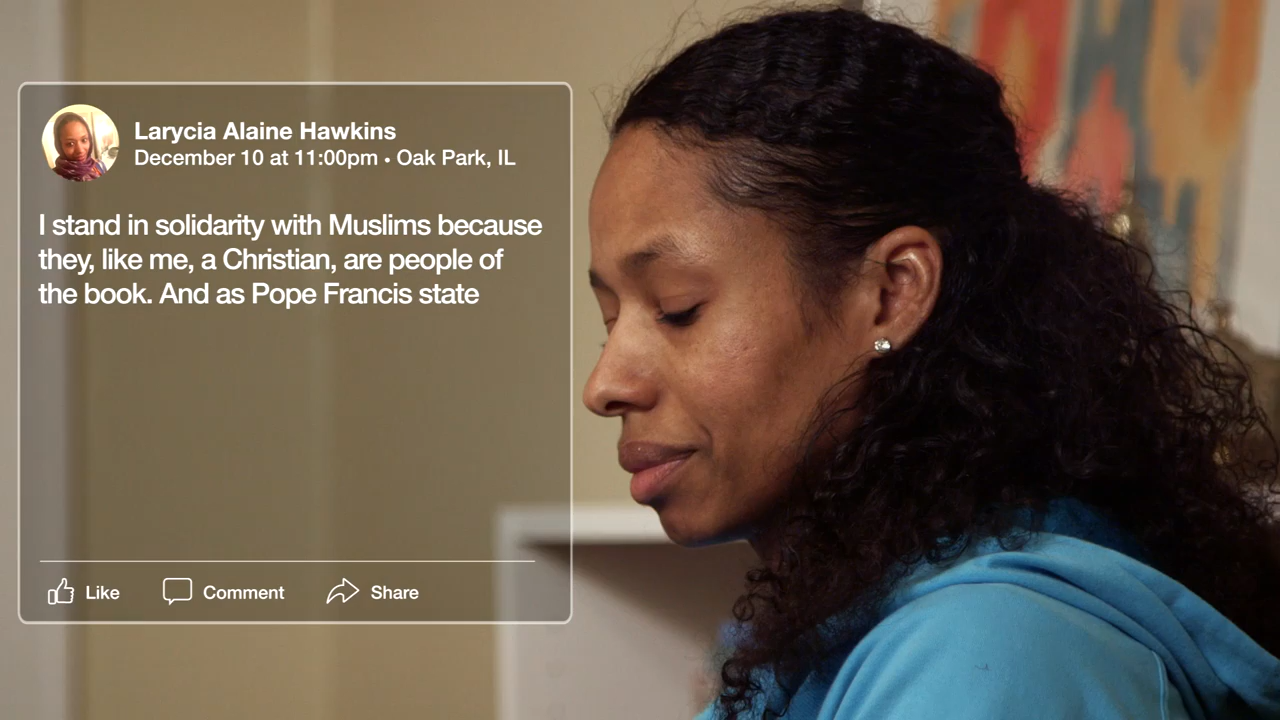 Larycia Alaine Hawkins
December 10 at 11:00pm • Oak Park, IL
I stand in solidarity with Muslims because
they, like me, a Christian, are people of
the book. And as Pope Francis state
Like Comment Share